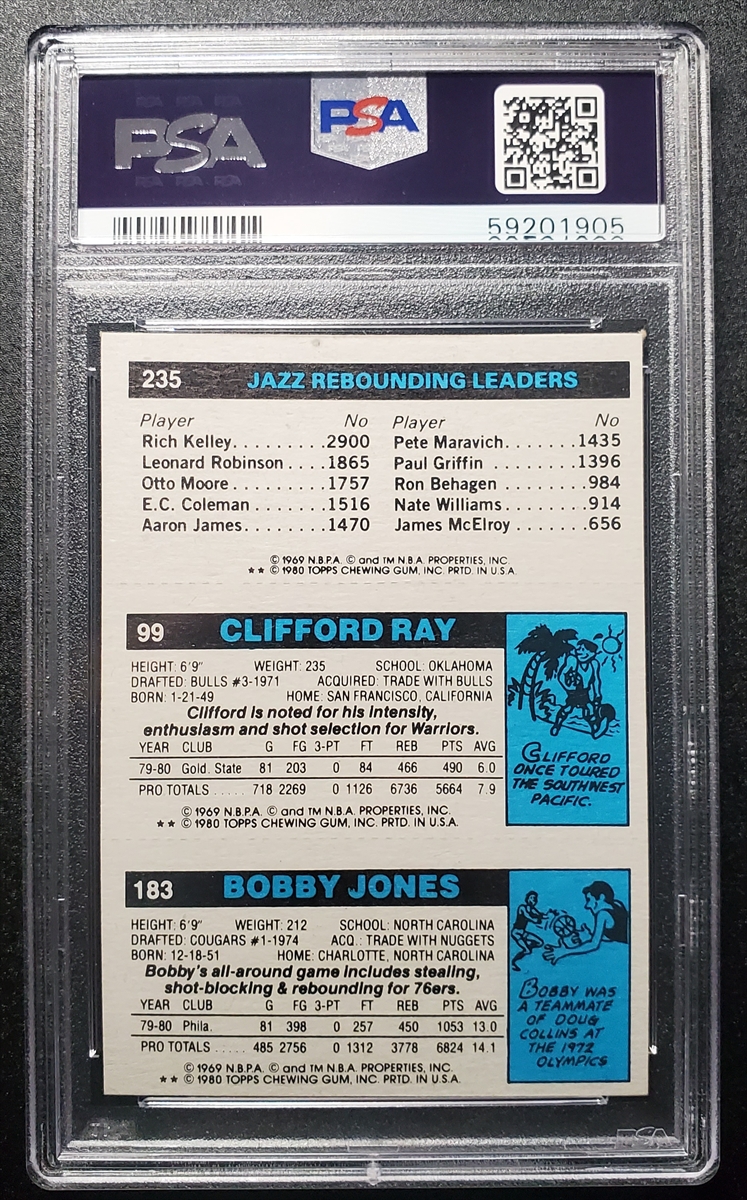 PSA
PSA
59201905
235 JAZZ REBOUNDING LEADERS
Player No Player No
Rich Kelley.........2900 Pete Maravich.......1435
Leonard Robinson....1865 Paul Griffin.......1396
Otto Moore.........1757 Ron Behagen.......984
E.C. Coleman.......1516 Nate Williams.......914
Aaron James........1470 James McElroy......656
© 1969 N.B.P.A. © and TM N.B.A. PROPERTIES, INC.
★★ © 1980 TOPPS CHEWING GUM, INC. PRTD. IN U.S.A.
99 CLIFFORD RAY
HEIGHT: 6'9" WEIGHT: 235 SCHOOL: OKLAHOMA
DRAFTED: BULLS #3-1971 ACQUIRED: TRADE WITH BULLS
BORN: 1-21-49 HOME: SAN FRANCISCO, CALIFORNIA
Clifford is noted for his intensity,
enthusiasm and shot selection for Warriors.
YEAR CLUB G FG 3-PT FT REB PTS AVG
79-80 Gold. State 81 203 0 84 466 490 6.0
PRO TOTALS ..... 718 2269 0 1126 6736 5664 7.9
© 1969 N.B.P.A. © and TM N.B.A. PROPERTIES, INC.
★★ © 1980 TOPPS CHEWING GUM, INC. PRTD. IN U.S.A.
CLIFFORD
ONCE TOURED
THE SOUTHWEST
PACIFIC.
183 BOBBY JONES
HEIGHT: 6'9" WEIGHT: 212 SCHOOL: NORTH CAROLINA
DRAFTED: COUGARS #1-1974 ACQ.: TRADE WITH NUGGETS
BORN: 12-18-51 HOME: CHARLOTTE, NORTH CAROLINA
Bobby's all-around game includes stealing,
shot-blocking & rebounding for 76ers.
YEAR CLUB G FG 3-PT FT REB PTS AVG
79-80 Phila. 81 398 0 257 450 1053 13.0
PRO TOTALS ..... 485 2756 0 1312 3778 6824 14.1
© 1969 N.B.P.A. © and TM N.B.A. PROPERTIES, INC.
★★ © 1980 TOPPS CHEWING GUM, INC. PRTD. IN U.S.A.
BOBBY WAS
A TEAMMATE
OF DOUG
COLLINS AT
THE 1972
OLYMPICS
PSA